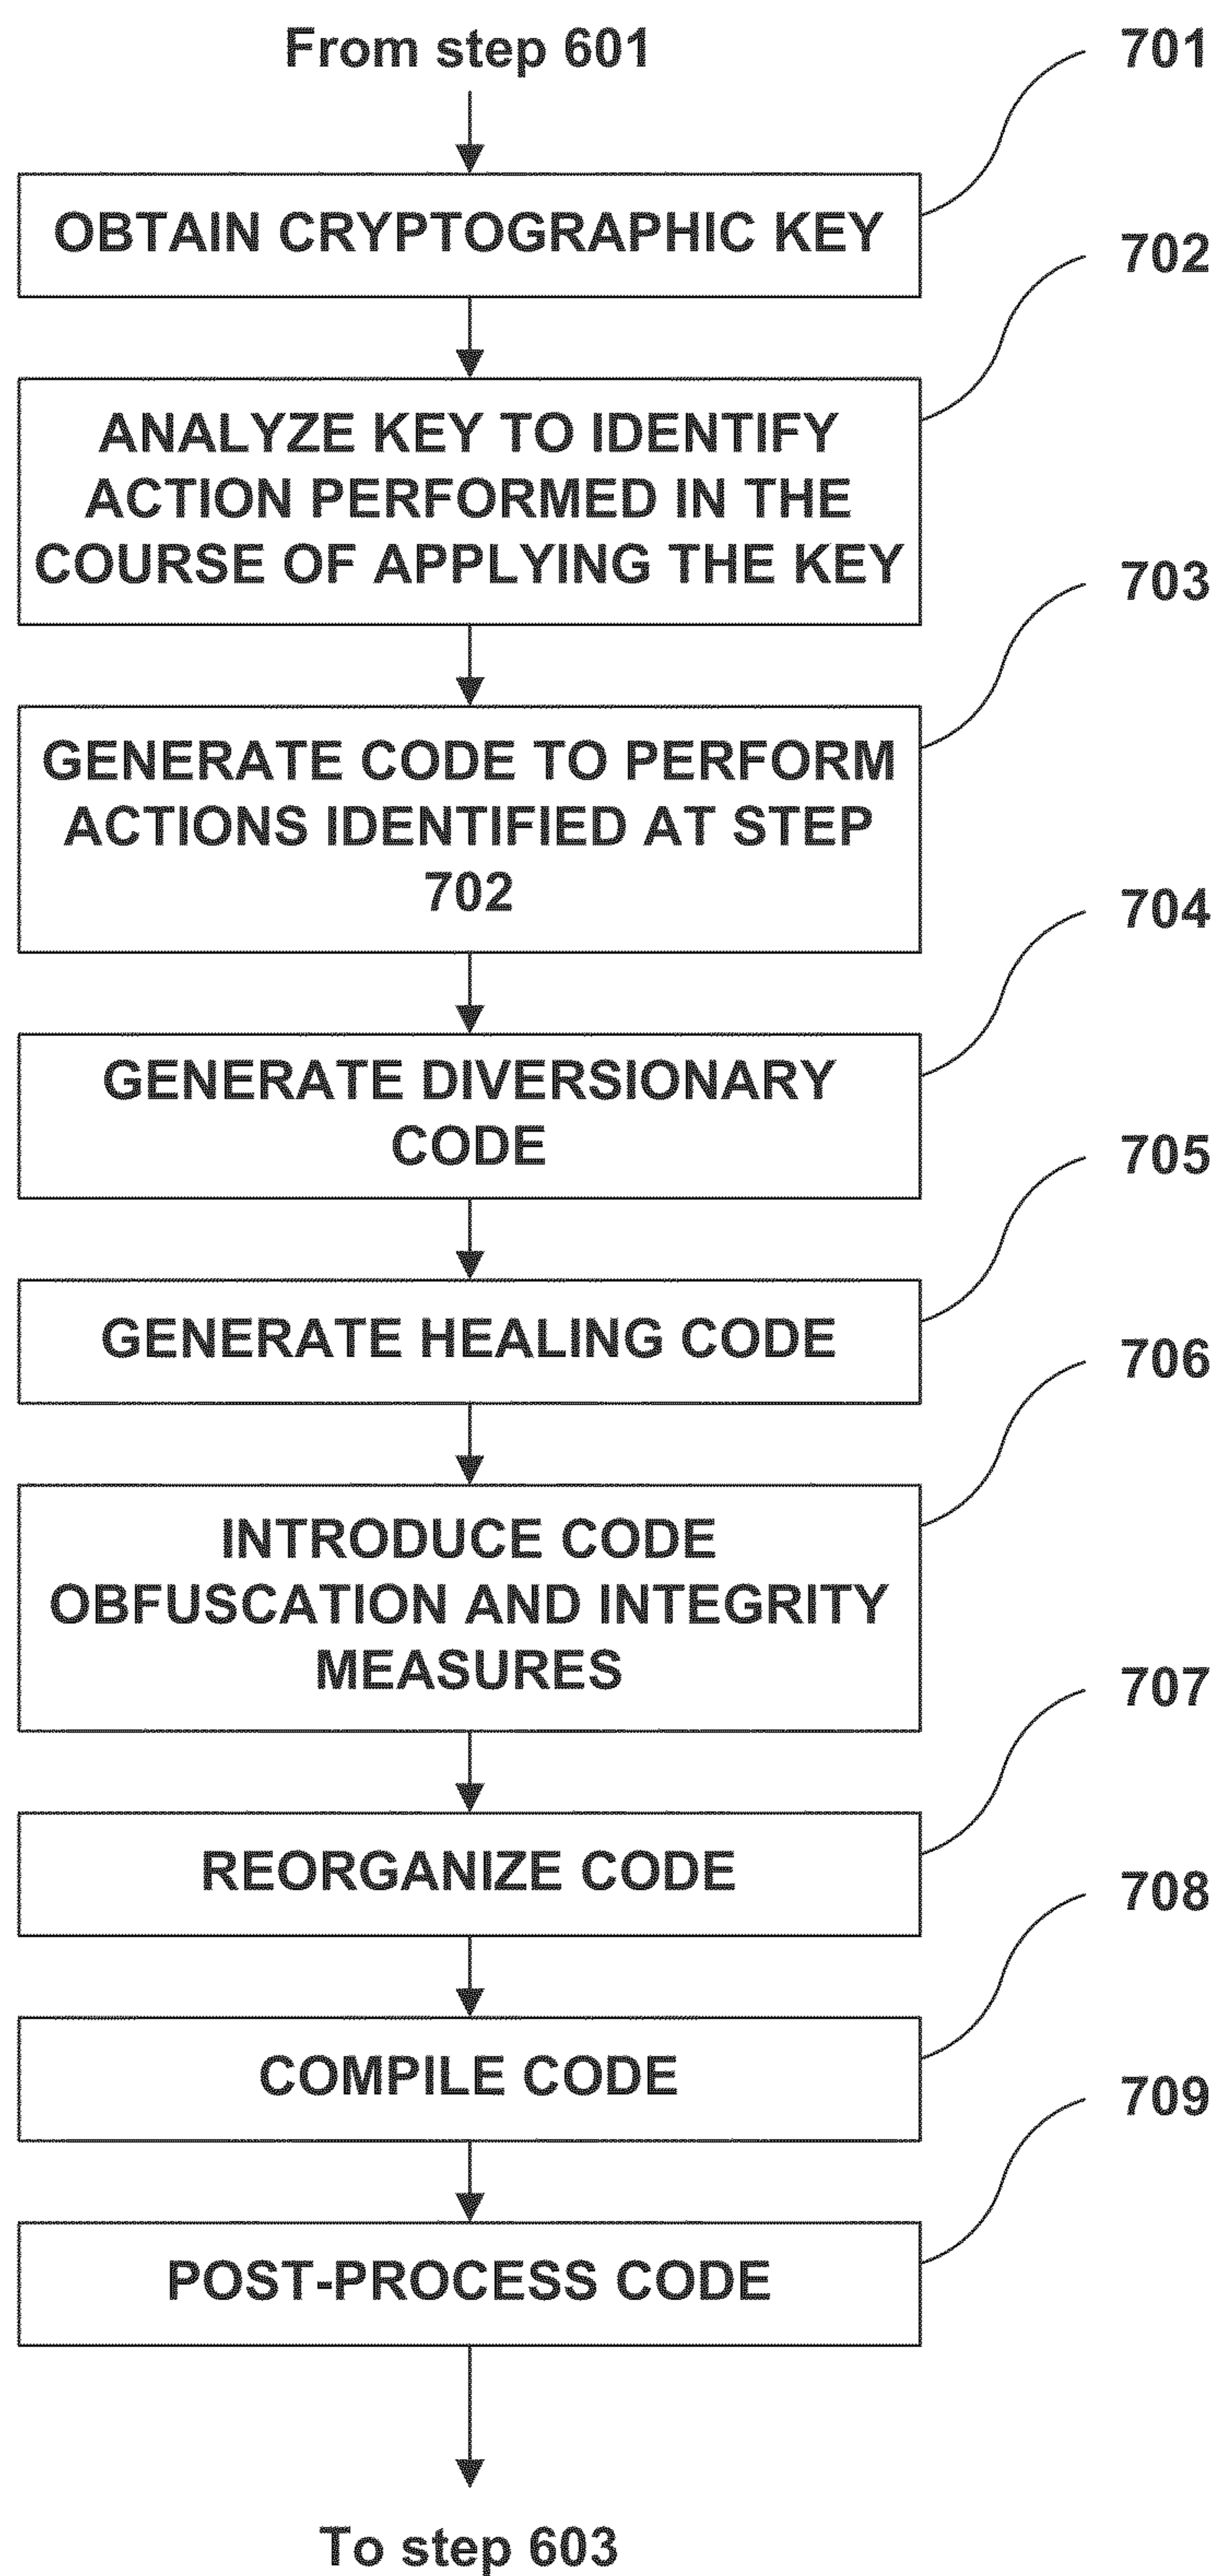 From step 601
701
OBTAIN CRYPTOGRAPHIC KEY
702
ANALYZE KEY TO IDENTIFY
ACTION PERFORMED IN THE
COURSE OF APPLYING THE KEY
703
GENERATE CODE TO PERFORM
ACTIONS IDENTIFIED AT STEP
702
704
GENERATE DIVERSIONARY
CODE
705
GENERATE HEALING CODE
706
INTRODUCE CODE
OBFUSCATION AND INTEGRITY
MEASURES
707
REORGANIZE CODE
708
COMPILE CODE
709
POST-PROCESS CODE
To step 603